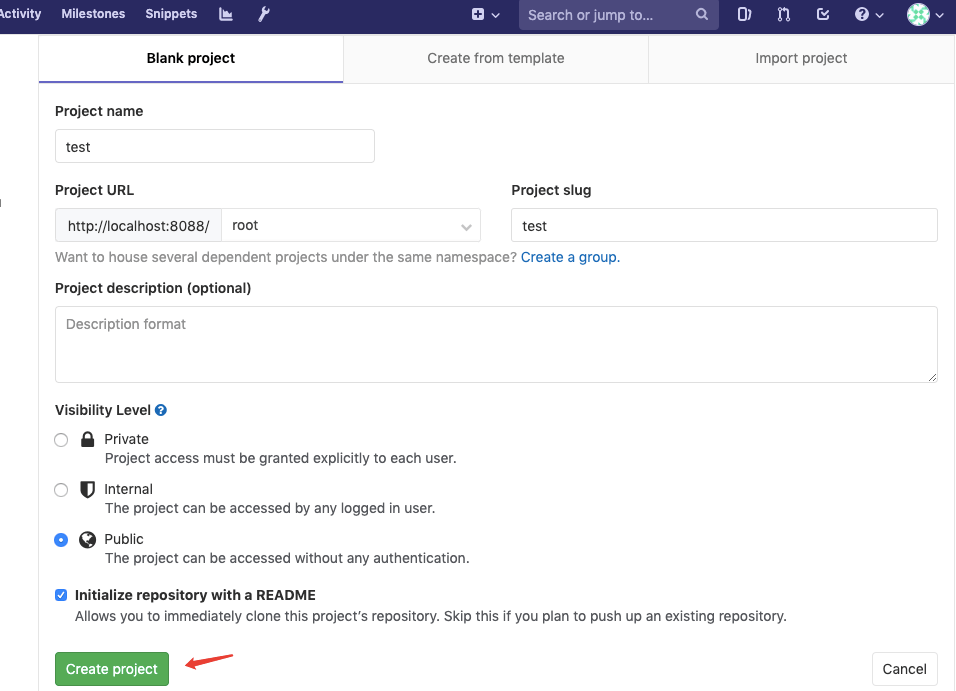 Activity Milestones Snippets Search or jump to...
Blank project Create from template Import project
Project name
test
Project URL Project slug
http://localhost:8088/ root test
Want to house several dependent projects under the same namespace? Create a group.
Project description (optional)
Description format
Visibility Level
Private
Project access must be granted explicitly to each user.
Internal
The project can be accessed by any logged in user.
Public
The project can be accessed without any authentication.
Initialize repository with a README
Allows you to immediately clone this project’s repository. Skip this if you plan to push up an existing repository.
Create project Cancel